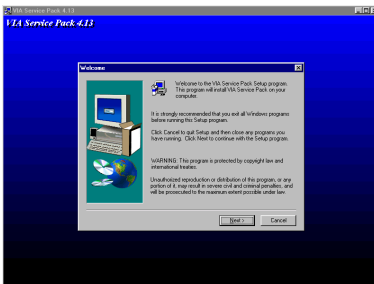 VIA Service Pack 4.13
VIA Service Pack 4.13
Welcome
Welcome to the VIA Service Pack Setup program.
This program will install VIA Service Pack on your
computer.
It is strongly recommended that you exit all Windows programs
before running this Setup program.
Click Cancel to quit Setup and then close any programs you
have running. Click Next to continue with the Setup program.
WARNING: This program is protected by copyright law and
international treaties.
Unauthorized reproduction or distribution of this program, or any
portion of it, may result in severe civil and criminal penalties, and
will be prosecuted to the maximum extent possible under law.
Next >
Cancel